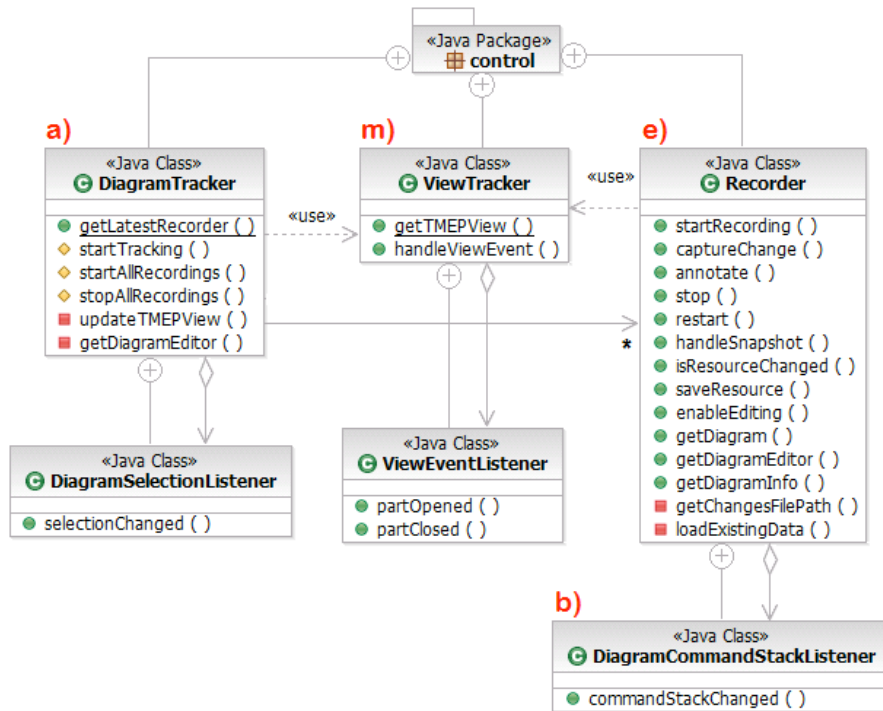 «Java Package»
control
a)
«Java Class»
DiagramTracker
getLatestRecorder ( )
startTracking ( )
startAllRecordings ( )
stopAllRecordings ( )
updateTMEPView ( )
getDiagramEditor ( )
«use»
m)
«Java Class»
ViewTracker
getTMEPView ( )
handleViewEvent ( )
«use»
e)
«Java Class»
Recorder
startRecording ( )
captureChange ( )
annotate ( )
stop ( )
restart ( )
handleSnapshot ( )
isResourceChanged ( )
saveResource ( )
enableEditing ( )
getDiagram ( )
getDiagramEditor ( )
getDiagramInfo ( )
getChangesFilePath ( )
loadExistingData ( )
*
«Java Class»
DiagramSelectionListener
selectionChanged ( )
«Java Class»
ViewEventListener
partOpened ( )
partClosed ( )
b)
«Java Class»
DiagramCommandStackListener
commandStackChanged ( )